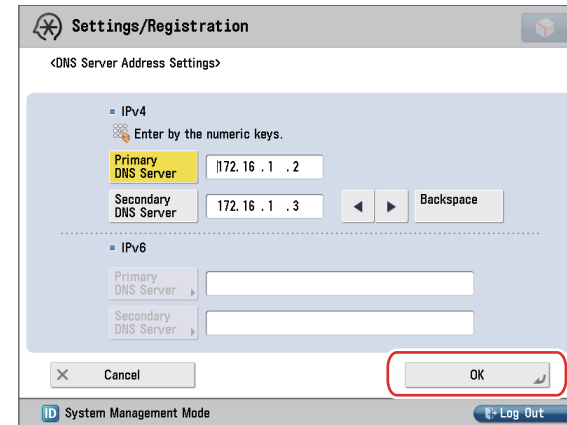 Settings/Registration
<DNS Server Address Settings>
IPv4
Enter by the numeric keys.
Primary
DNS Server
172. 16 .1 .2
Secondary
DNS Server
172. 16 .1 .3
Backspace
IPv6
Primary
DNS Server
Secondary
DNS Server
Cancel
OK
ID System Management Mode
Log Out